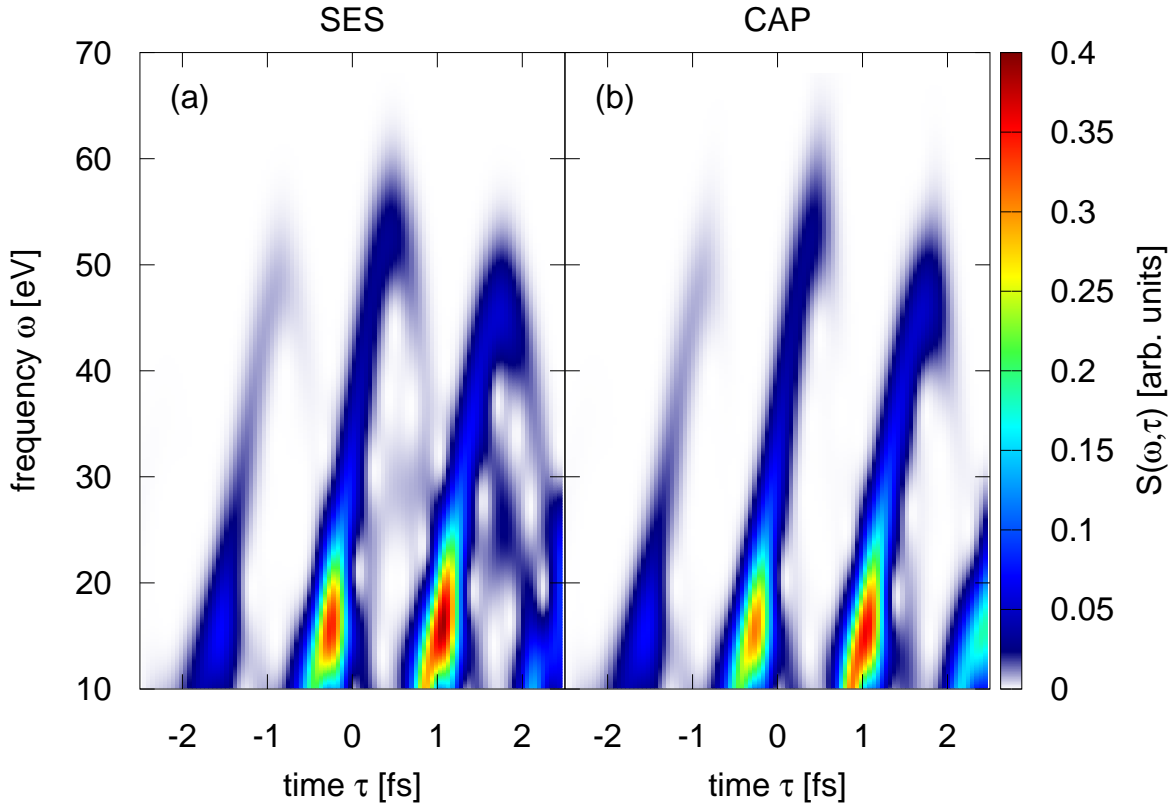 SES CAP
(a) (b)
frequency ω [eV]
70
60
50
40
30
20
10
-2 -1 0 1 2
time τ [fs]
-2 -1 0 1 2
time τ [fs]
0.4
0.35
0.3
0.25
0.2
0.15
0.1
0.05
0
S(ω,τ) [arb. units]